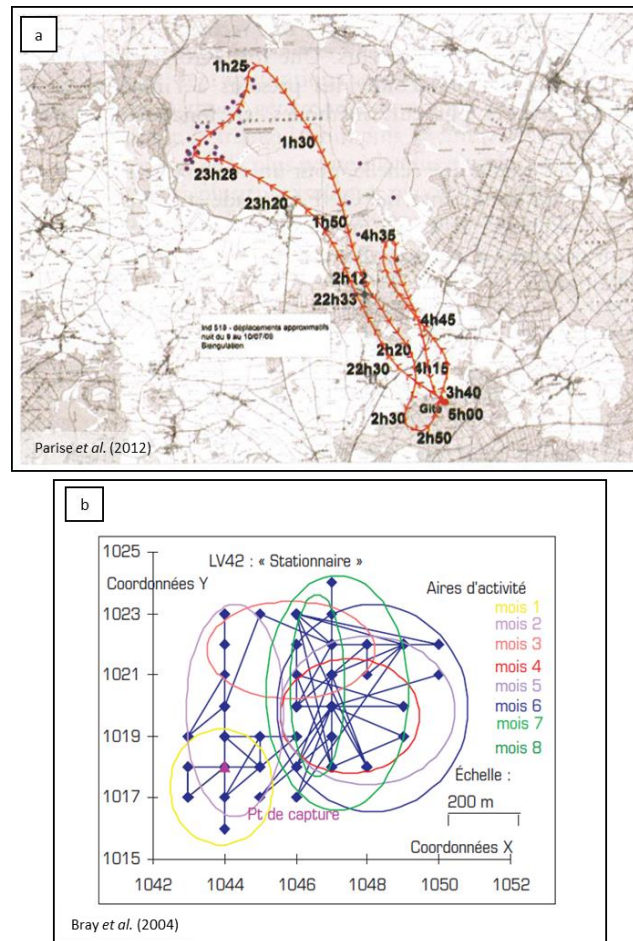 a
1h25
1h30
23h28
23h20
1h50
4h35
2h12
22h33
Ind 518 - déplacements approximatifs
nuit du 9 au 10/07/09
Biangulation
4h45
2h20
22h30
4h15
3h40
Gîte
5h00
2h30
2h50
Parise et al. (2012)
b
1025
LV42 : « Stationnaire »
Coordonnées Y
Aires d'activité
mois 1
1023
mois 2
mois 3
mois 4
1021
mois 5
mois 6
mois 7
1019
mois 8
Échelle :
200 m
1017
Pt de capture
Coordonnées X
1015
1042 1044 1046 1048 1050 1052
Bray et al. (2004)